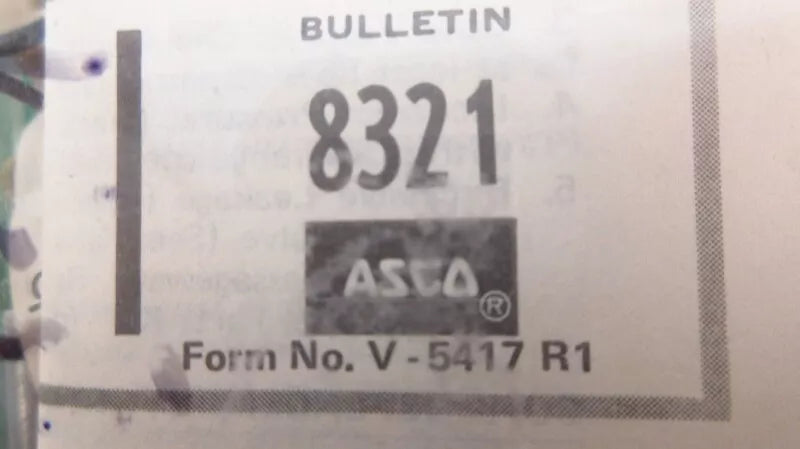 BULLETIN
8321
ASCO®
Form No. V - 5417 R1